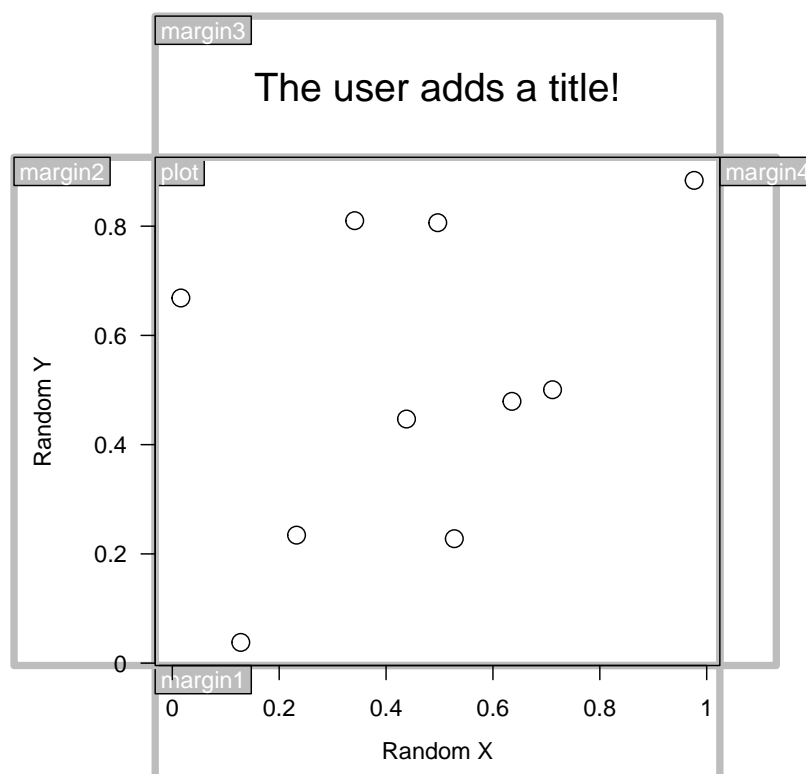 margin3
The user adds a title!
margin2
plot
margin4
0.8
0.6
0.4
0.2
0
Random Y
margin1
0 0.2 0.4 0.6 0.8 1
Random X